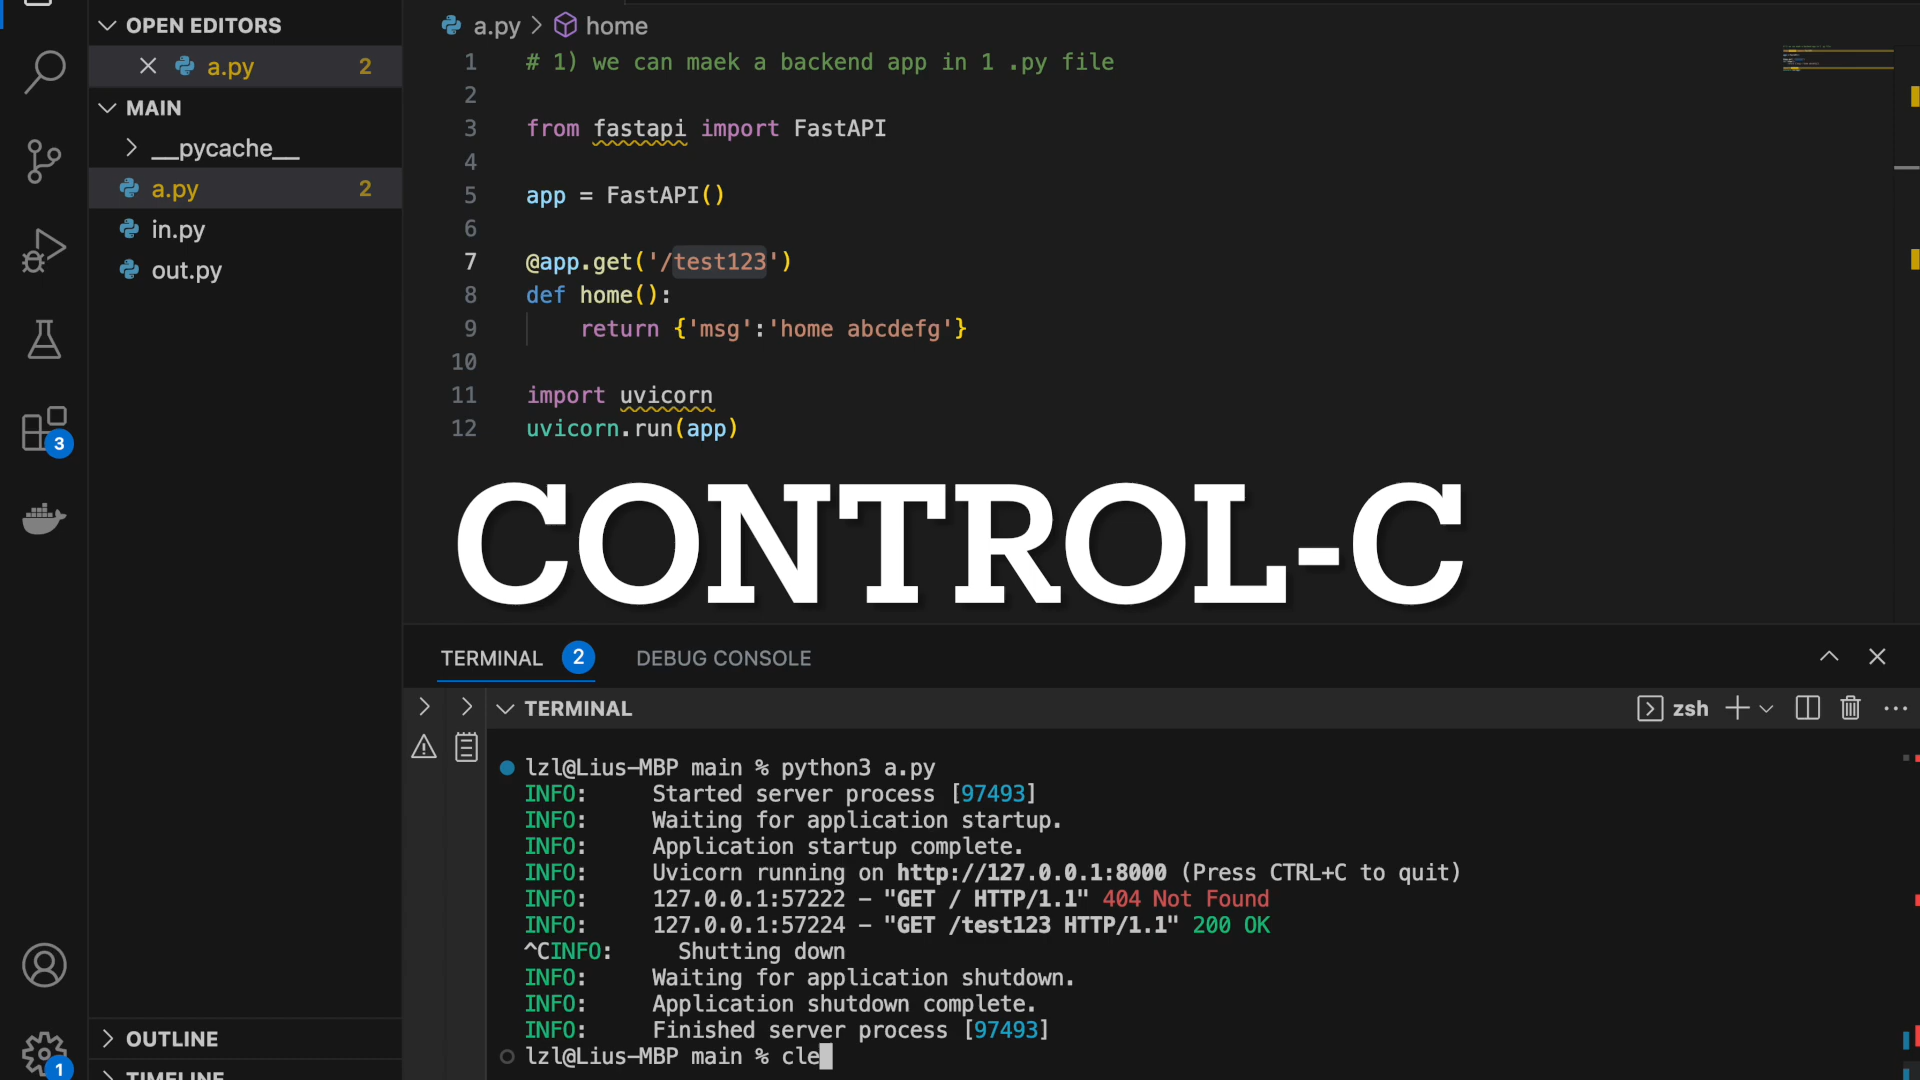 OPEN EDITORS
a.py 2
MAIN
__pycache__
a.py 2
in.py
out.py
3
OUTLINE
TIMELINE
1
a.py > home
1 # 1) we can maek a backend app in 1 .py file
2
3 from fastapi import FastAPI
4
5 app = FastAPI()
6
7 @app.get('/test123')
8 def home():
9 return {'msg':'home abcdefg'}
10
11 import uvicorn
12 uvicorn.run(app)
CONTROL-C
TERMINAL 2 DEBUG CONSOLE
TERMINAL zsh
lzl@Lius-MBP main % python3 a.py
INFO: Started server process [97493]
INFO: Waiting for application startup.
INFO: Application startup complete.
INFO: Uvicorn running on http://127.0.0.1:8000 (Press CTRL+C to quit)
INFO: 127.0.0.1:57222 - "GET / HTTP/1.1" 404 Not Found
INFO: 127.0.0.1:57224 - "GET /test123 HTTP/1.1" 200 OK
^CINFO: Shutting down
INFO: Waiting for application shutdown.
INFO: Application shutdown complete.
INFO: Finished server process [97493]
lzl@Lius-MBP main % cle